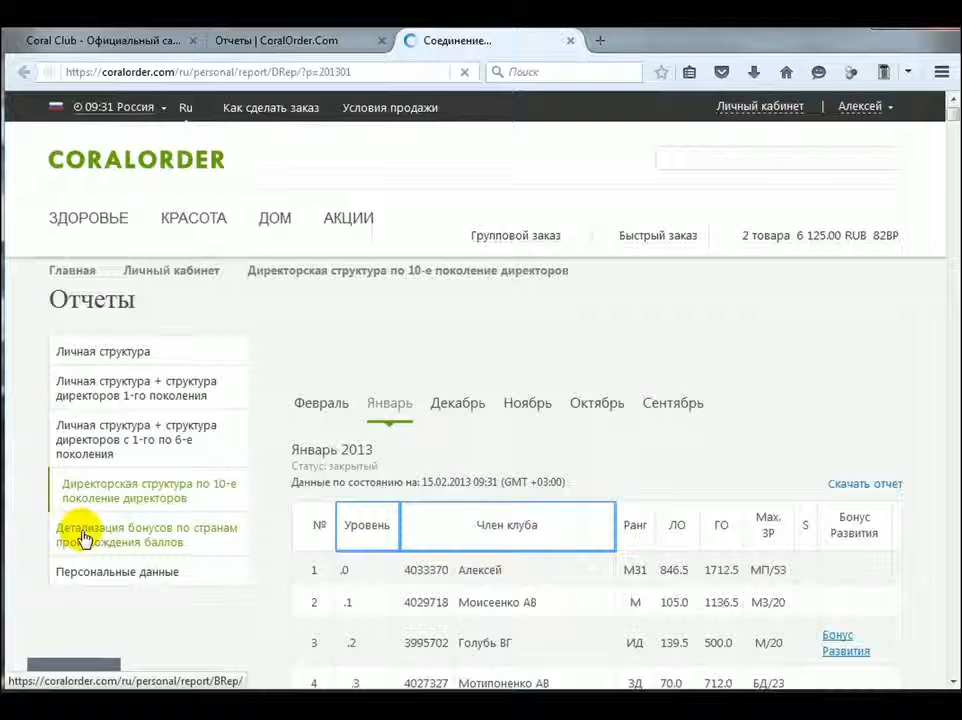 Coral Club - Официальный са...
Отчеты | CoralOrder.Com
Соединение...
https://coralorder.com/ru/personal/report/DRep/?p=201301
Поиск
09:31 Россия
Ru
Как сделать заказ
Условия продажи
Личный кабинет
Алексей
CORALORDER
ЗДОРОВЬЕ
КРАСОТА
ДОМ
АКЦИИ
Групповой заказ
Быстрый заказ
2 товара 6 125.00 RUB 82BP
Главная
Личный кабинет
Директорская структура по 10-е поколение директоров
Отчеты
Личная структура
Личная структура + структура
директоров 1-го поколения
Личная структура + структура
директоров с 1-го по 6-е
поколения
Директорская структура по 10-е
поколение директоров
Детализация бонусов по странам
происхождения баллов
Персональные данные
Февраль Январь Декабрь Ноябрь Октябрь Сентябрь
Январь 2013
Статус: закрытый
Данные по состоянию на: 15.02.2013 09:31 (GMT +03:00)
Скачать отчет
№ Уровень Член клуба Ранг ЛО ГО Мах. ЗР S Бонус Развития
1 .0 4033370 Алексей М31 846.5 1712.5 МП/53
2 .1 4029718 Моисеенко АВ М 105.0 1136.5 М3/20
3 .2 3995702 Голубь ВГ ИД 139.5 500.0 М/20 Бонус Развития
4 .3 4027327 Мотипоненко АВ ЗД 70.0 712.0 БД/23
https://coralorder.com/ru/personal/report/BRep/